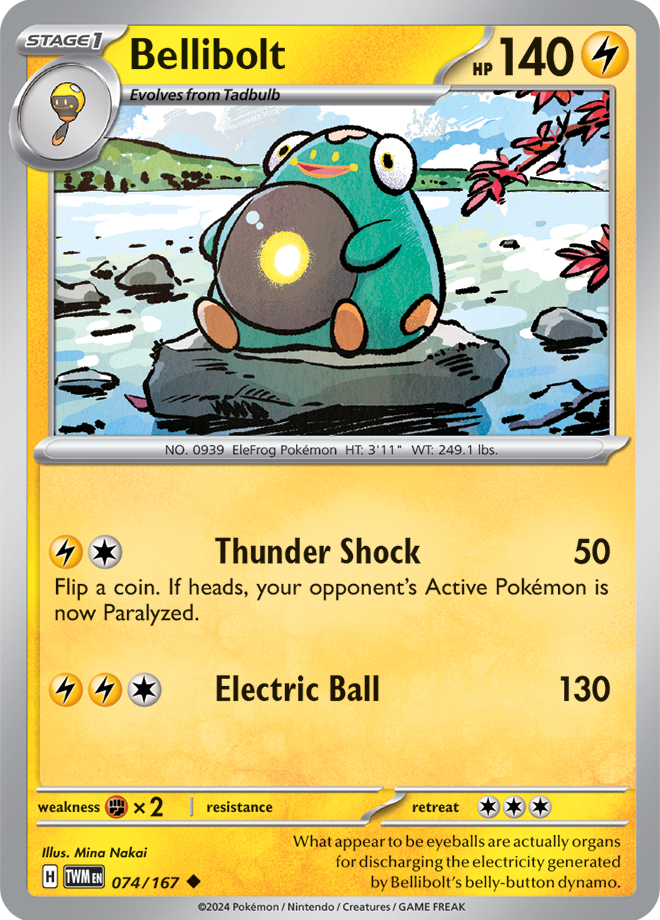 STAGE 1
Bellibolt
HP 140
Evolves from Tadbulb
NO. 0939 EleFrog Pokémon HT: 3'11" WT: 249.1 lbs.
Thunder Shock 50
Flip a coin. If heads, your opponent's Active Pokémon is
now Paralyzed.
Electric Ball 130
weakness ×2 resistance retreat
Illus. Mina Nakai
H TWM EN 074/167
What appear to be eyeballs are actually organs
for discharging the electricity generated
by Bellibolt's belly-button dynamo.
©2024 Pokémon / Nintendo / Creatures / GAME FREAK